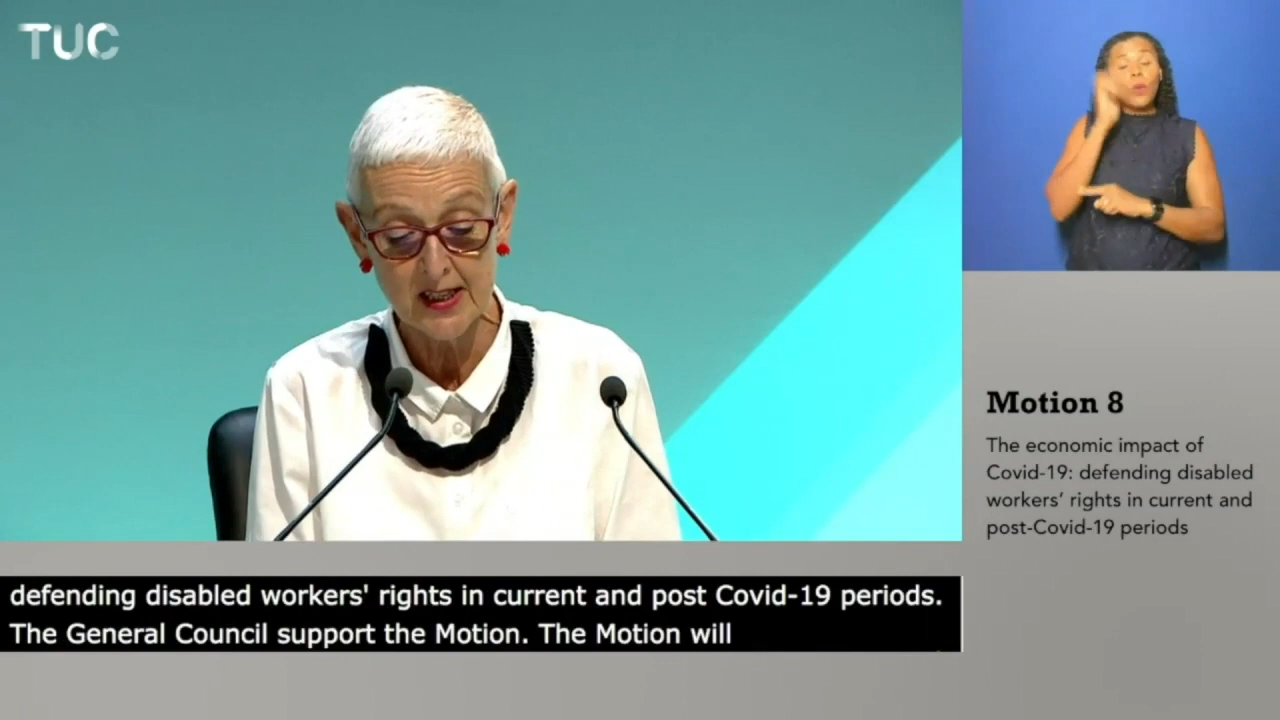 TUC
Motion 8
The economic impact of
Covid-19: defending disabled
workers' rights in current and
post-Covid-19 periods
defending disabled workers' rights in current and post Covid-19 periods.
The General Council support the Motion. The Motion will